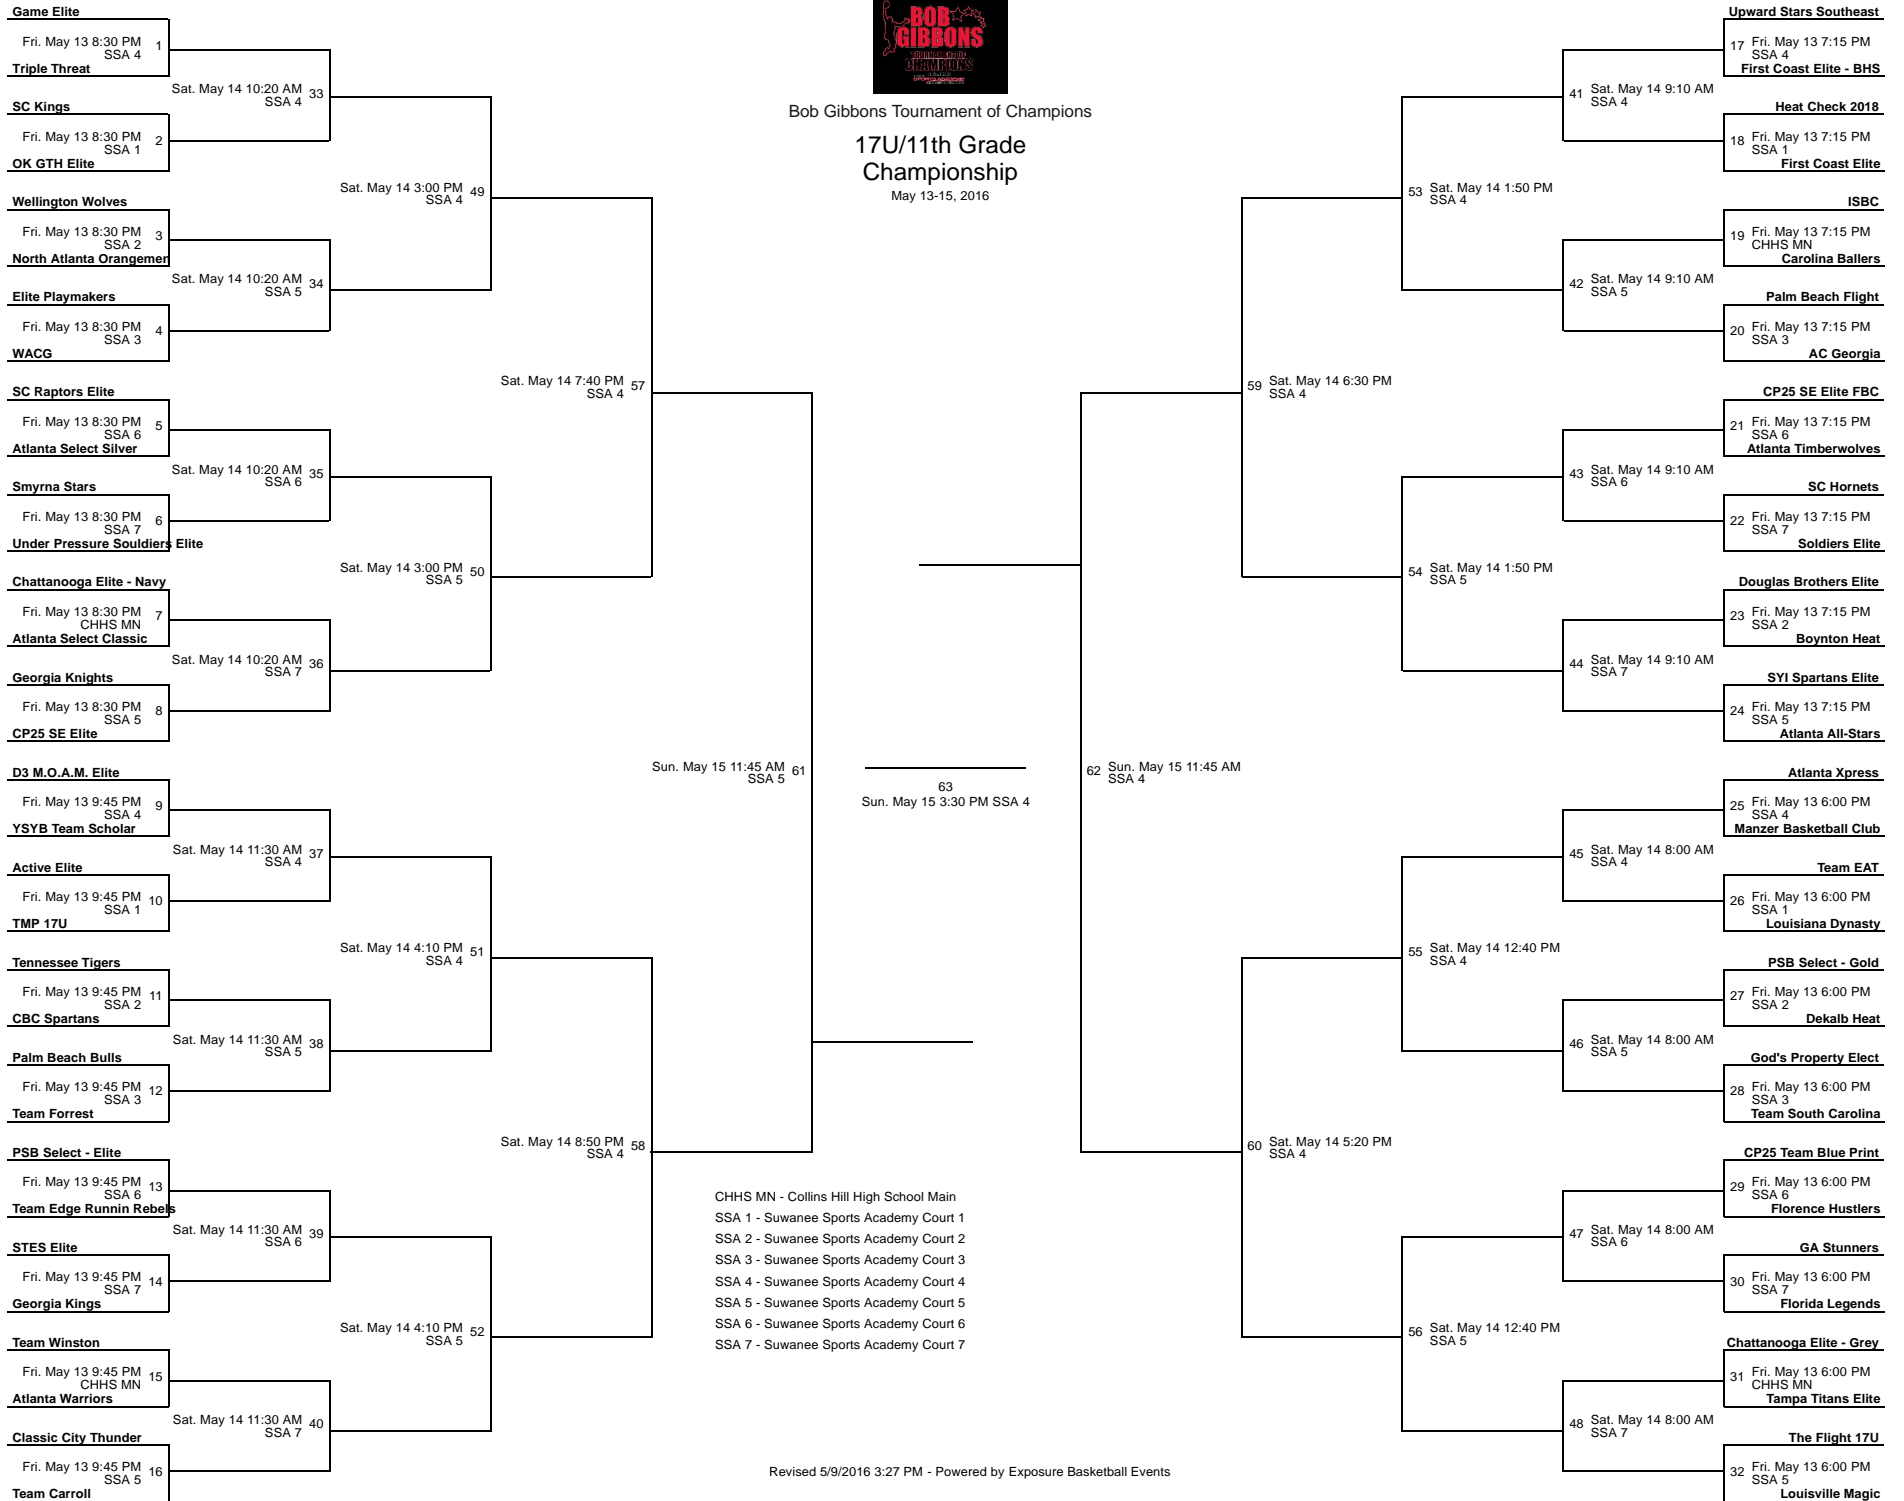 Game Elite
Fri. May 13 8:30 PM 1
SSA 4
Triple Threat
Sat. May 14 10:20 AM 33
SSA 4
SC Kings
Fri. May 13 8:30 PM 2
SSA 1
OK GTH Elite
Sat. May 14 3:00 PM 49
SSA 4
Wellington Wolves
Fri. May 13 8:30 PM 3
SSA 2
North Atlanta Orangemen
Sat. May 14 10:20 AM 34
SSA 5
Elite Playmakers
Fri. May 13 8:30 PM 4
SSA 3
WACG
Sat. May 14 7:40 PM 57
SSA 4
SC Raptors Elite
Fri. May 13 8:30 PM 5
SSA 6
Atlanta Select Silver
Sat. May 14 10:20 AM 35
SSA 6
Smyrna Stars
Fri. May 13 8:30 PM 6
SSA 7
Under Pressure Souldiers Elite
Sat. May 14 3:00 PM 50
SSA 5
Chattanooga Elite - Navy
Fri. May 13 8:30 PM 7
CHHS MN
Atlanta Select Classic
Sat. May 14 10:20 AM 36
SSA 7
Georgia Knights
Fri. May 13 8:30 PM 8
SSA 5
CP25 SE Elite
Sun. May 15 11:45 AM 61
SSA 5
D3 M.O.A.M. Elite
Fri. May 13 9:45 PM 9
SSA 4
YSYB Team Scholar
Sat. May 14 11:30 AM 37
SSA 4
Active Elite
Fri. May 13 9:45 PM 10
SSA 1
TMP 17U
Sat. May 14 4:10 PM 51
SSA 4
Tennessee Tigers
Fri. May 13 9:45 PM 11
SSA 2
CBC Spartans
Sat. May 14 11:30 AM 38
SSA 5
Palm Beach Bulls
Fri. May 13 9:45 PM 12
SSA 3
Team Forrest
Sat. May 14 8:50 PM 58
SSA 4
PSB Select - Elite
Fri. May 13 9:45 PM 13
SSA 6
Team Edge Runnin Rebels
Sat. May 14 11:30 AM 39
SSA 6
STES Elite
Fri. May 13 9:45 PM 14
SSA 7
Georgia Kings
Sat. May 14 4:10 PM 52
SSA 5
Team Winston
Fri. May 13 9:45 PM 15
CHHS MN
Atlanta Warriors
Sat. May 14 11:30 AM 40
SSA 7
Classic City Thunder
Fri. May 13 9:45 PM 16
SSA 5
Team Carroll
BOB
GIBBONS
TOURNAMENT OF
CHAMPIONS
Bob Gibbons Tournament of Champions
17U/11th Grade
Championship
May 13-15, 2016
63
Sun. May 15 3:30 PM SSA 4
CHHS MN - Collins Hill High School Main
SSA 1 - Suwanee Sports Academy Court 1
SSA 2 - Suwanee Sports Academy Court 2
SSA 3 - Suwanee Sports Academy Court 3
SSA 4 - Suwanee Sports Academy Court 4
SSA 5 - Suwanee Sports Academy Court 5
SSA 6 - Suwanee Sports Academy Court 6
SSA 7 - Suwanee Sports Academy Court 7
Revised 5/9/2016 3:27 PM - Powered by Exposure Basketball Events
Upward Stars Southeast
17 Fri. May 13 7:15 PM
SSA 4
First Coast Elite - BHS
41 Sat. May 14 9:10 AM
SSA 4
Heat Check 2018
18 Fri. May 13 7:15 PM
SSA 1
First Coast Elite
53 Sat. May 14 1:50 PM
SSA 4
ISBC
19 Fri. May 13 7:15 PM
CHHS MN
Carolina Ballers
42 Sat. May 14 9:10 AM
SSA 5
Palm Beach Flight
20 Fri. May 13 7:15 PM
SSA 3
AC Georgia
59 Sat. May 14 6:30 PM
SSA 4
CP25 SE Elite FBC
21 Fri. May 13 7:15 PM
SSA 6
Atlanta Timberwolves
43 Sat. May 14 9:10 AM
SSA 6
SC Hornets
22 Fri. May 13 7:15 PM
SSA 7
Soldiers Elite
54 Sat. May 14 1:50 PM
SSA 5
Douglas Brothers Elite
23 Fri. May 13 7:15 PM
SSA 2
Boynton Heat
44 Sat. May 14 9:10 AM
SSA 7
SYI Spartans Elite
24 Fri. May 13 7:15 PM
SSA 5
Atlanta All-Stars
62 Sun. May 15 11:45 AM
SSA 4
Atlanta Xpress
25 Fri. May 13 6:00 PM
SSA 4
Manzer Basketball Club
45 Sat. May 14 8:00 AM
SSA 4
Team EAT
26 Fri. May 13 6:00 PM
SSA 1
Louisiana Dynasty
55 Sat. May 14 12:40 PM
SSA 4
PSB Select - Gold
27 Fri. May 13 6:00 PM
SSA 2
Dekalb Heat
46 Sat. May 14 8:00 AM
SSA 5
God's Property Elect
28 Fri. May 13 6:00 PM
SSA 3
Team South Carolina
60 Sat. May 14 5:20 PM
SSA 4
CP25 Team Blue Print
29 Fri. May 13 6:00 PM
SSA 6
Florence Hustlers
47 Sat. May 14 8:00 AM
SSA 6
GA Stunners
30 Fri. May 13 6:00 PM
SSA 7
Florida Legends
56 Sat. May 14 12:40 PM
SSA 5
Chattanooga Elite - Grey
31 Fri. May 13 6:00 PM
CHHS MN
Tampa Titans Elite
48 Sat. May 14 8:00 AM
SSA 7
The Flight 17U
32 Fri. May 13 6:00 PM
SSA 5
Louisville Magic